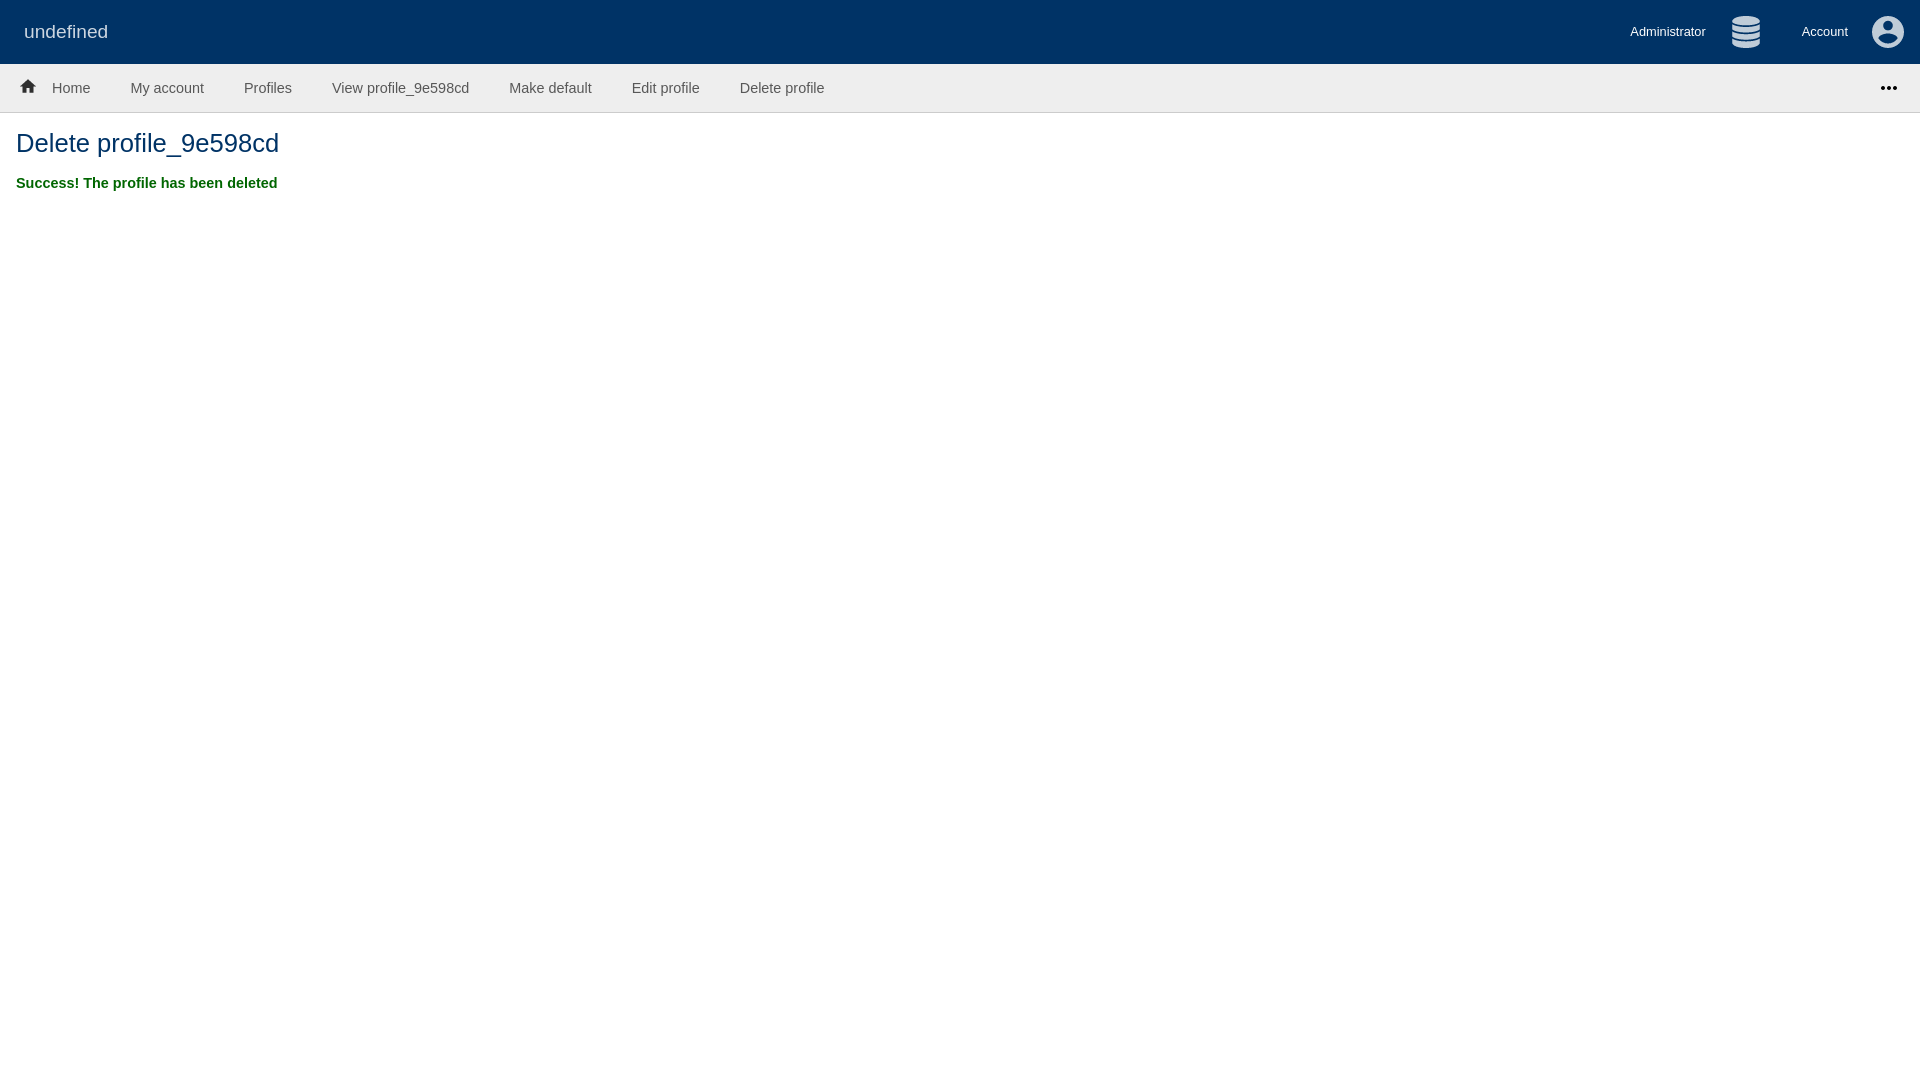 undefined
Administrator
Account
Home
My account
Profiles
View profile_9e598cd
Make default
Edit profile
Delete profile
Delete profile_9e598cd
Success! The profile has been deleted